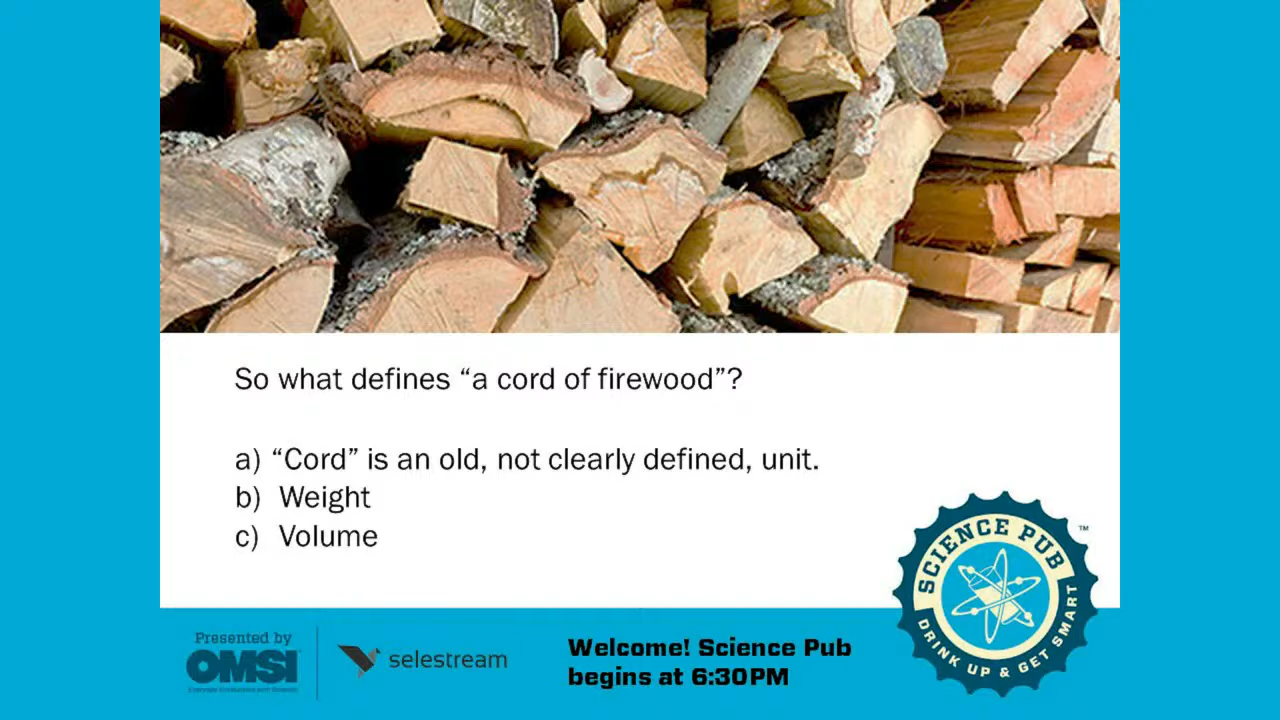 So what defines “a cord of firewood”?
a) “Cord” is an old, not clearly defined, unit.
b) Weight
c) Volume
SCIENCE PUB
DRINK UP & GET SMART
TM
Presented by
OMSI
selestream
Welcome! Science Pub
begins at 6:30PM